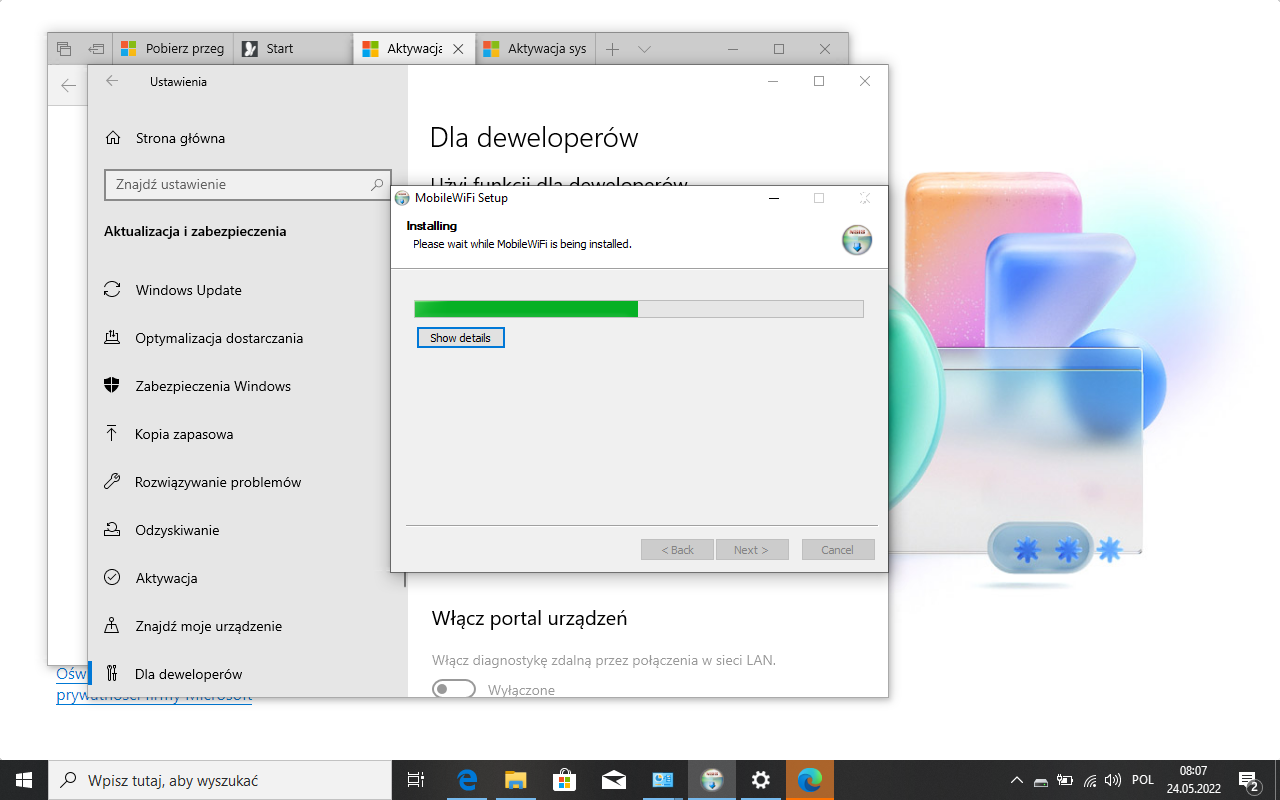 Pobierz przeg
Start
Aktywacja
Aktywacja sys
Ustawienia
Strona główna
Znajdź ustawienie
Aktualizacja i zabezpieczenia
Windows Update
Optymalizacja dostarczania
Zabezpieczenia Windows
Kopia zapasowa
Rozwiązywanie problemów
Odzyskiwanie
Aktywacja
Znajdź moje urządzenie
Dla deweloperów
Dla deweloperów
Użyj funkcji dla deweloperów
MobileWiFi Setup
Installing
Please wait while MobileWiFi is being installed.
Show details
< Back
Next >
Cancel
Włącz portal urządzeń
Włącz diagnostykę zdalną przez połączenia w sieci LAN.
Wyłączone
Ośw
prywatności firmy Microsoft
Wpisz tutaj, aby wyszukać
POL
08:07
24.05.2022
2